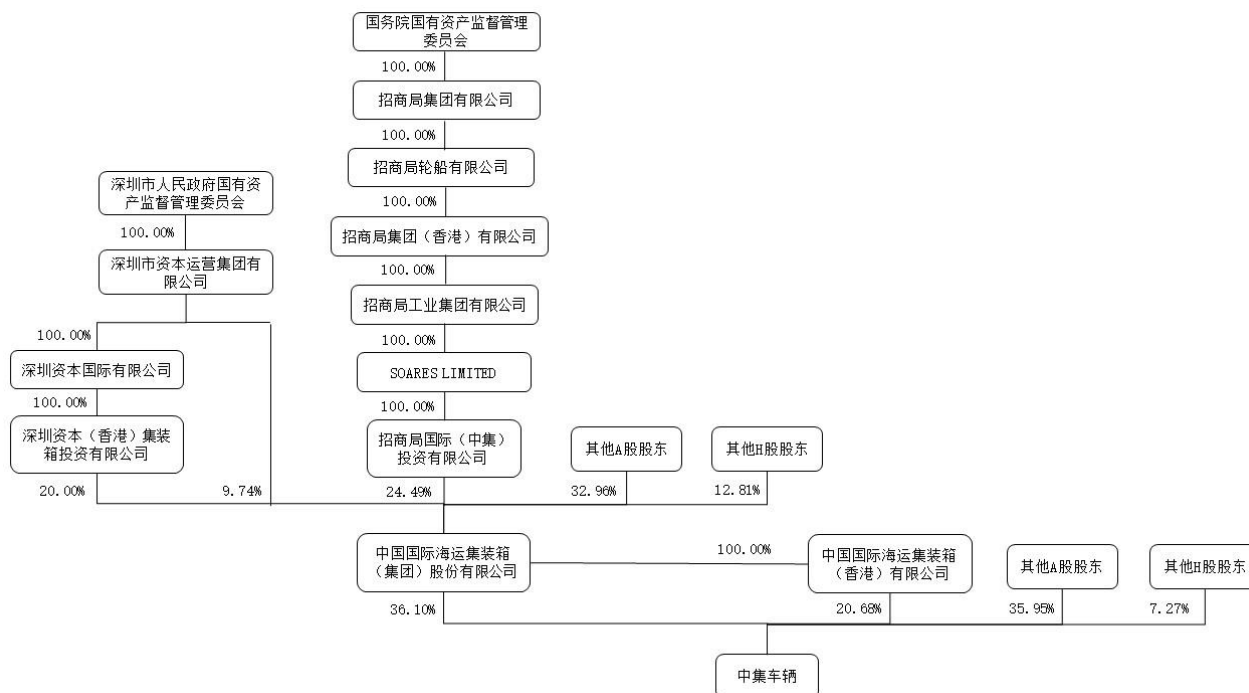 国务院国有资产监督管理
委员会
100.00%
招商局集团有限公司
100.00%
招商局轮船有限公司
深圳市人民政府国有资
产监督管理委员会
100.00%
招商局集团（香港）有限公司
100.00%
深圳市资本运营集团有
限公司
100.00%
招商局工业集团有限公司
100.00%
100.00%
深圳资本国际有限公司
SOARES LIMITED
100.00%
100.00%
深圳资本（香港）集装
箱投资有限公司
招商局国际（中集）
投资有限公司
其他A股股东
其他H股股东
20.00%
9.74%
24.49%
32.96%
12.81%
中国国际海运集装箱
（集团）股份有限公司
100.00%
中国国际海运集装箱
（香港）有限公司
其他A股股东
其他H股股东
36.10%
20.68%
35.95%
7.27%
中集车辆